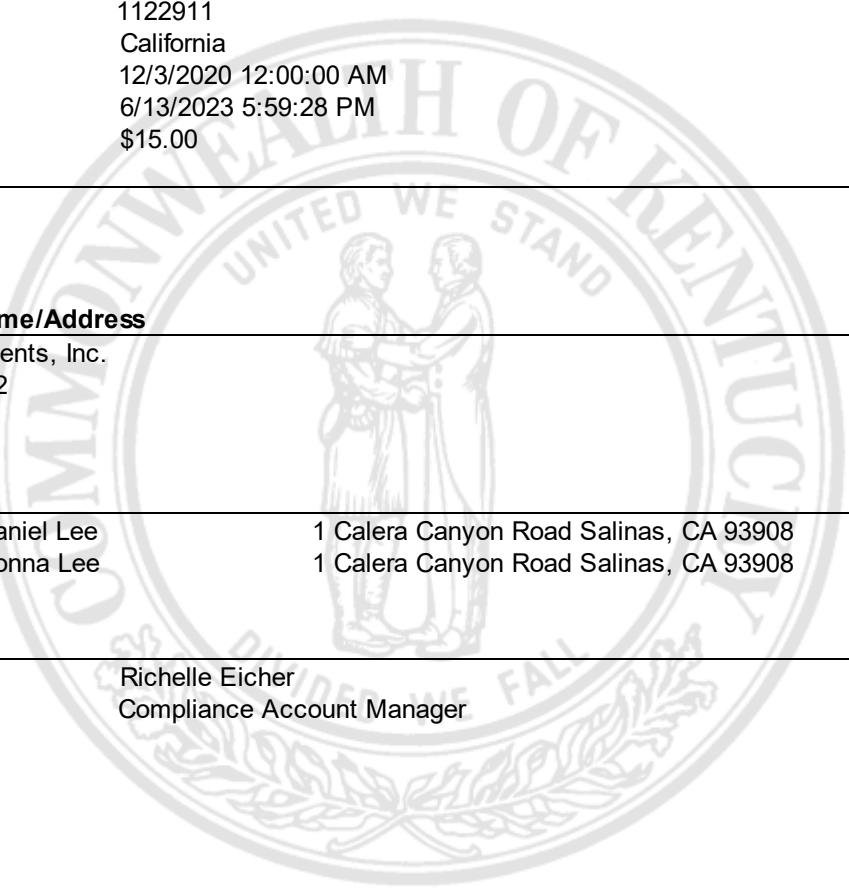 1122911
California
12/3/2020 12:00:00 AM
6/13/2023 5:59:28 PM
$15.00
me/Address
ents, Inc.
2
aniel Lee 1 Calera Canyon Road Salinas, CA 93908
onna Lee 1 Calera Canyon Road Salinas, CA 93908
Richelle Eicher
Compliance Account Manager
COMMONWEALTH OF KENTUCKY
UNITED WE STAND
DIVIDED WE FALL